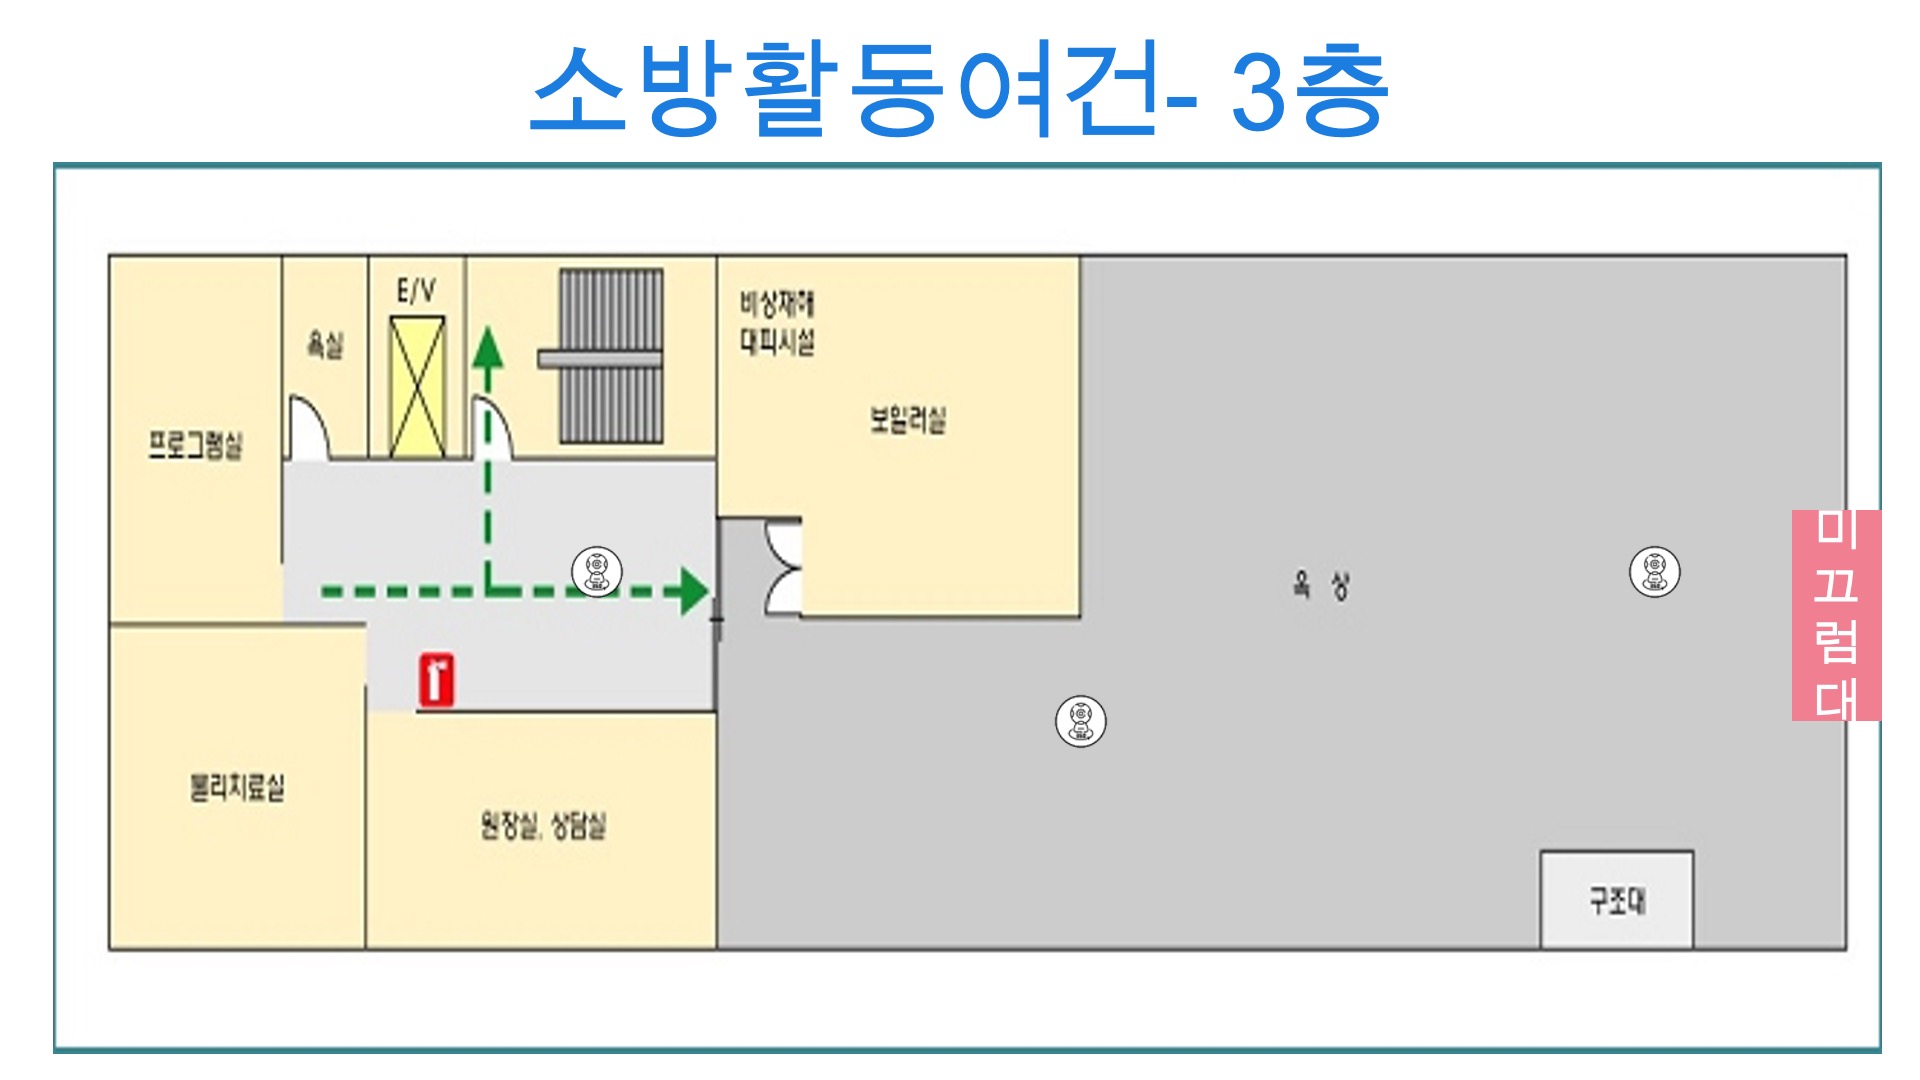 소방활동여건- 3층
E/V
비상재해
대피시설
욕실
보일러실
프로그램실
옥 상
미
끄
럼
대
물리치료실
원장실, 상담실
구조대